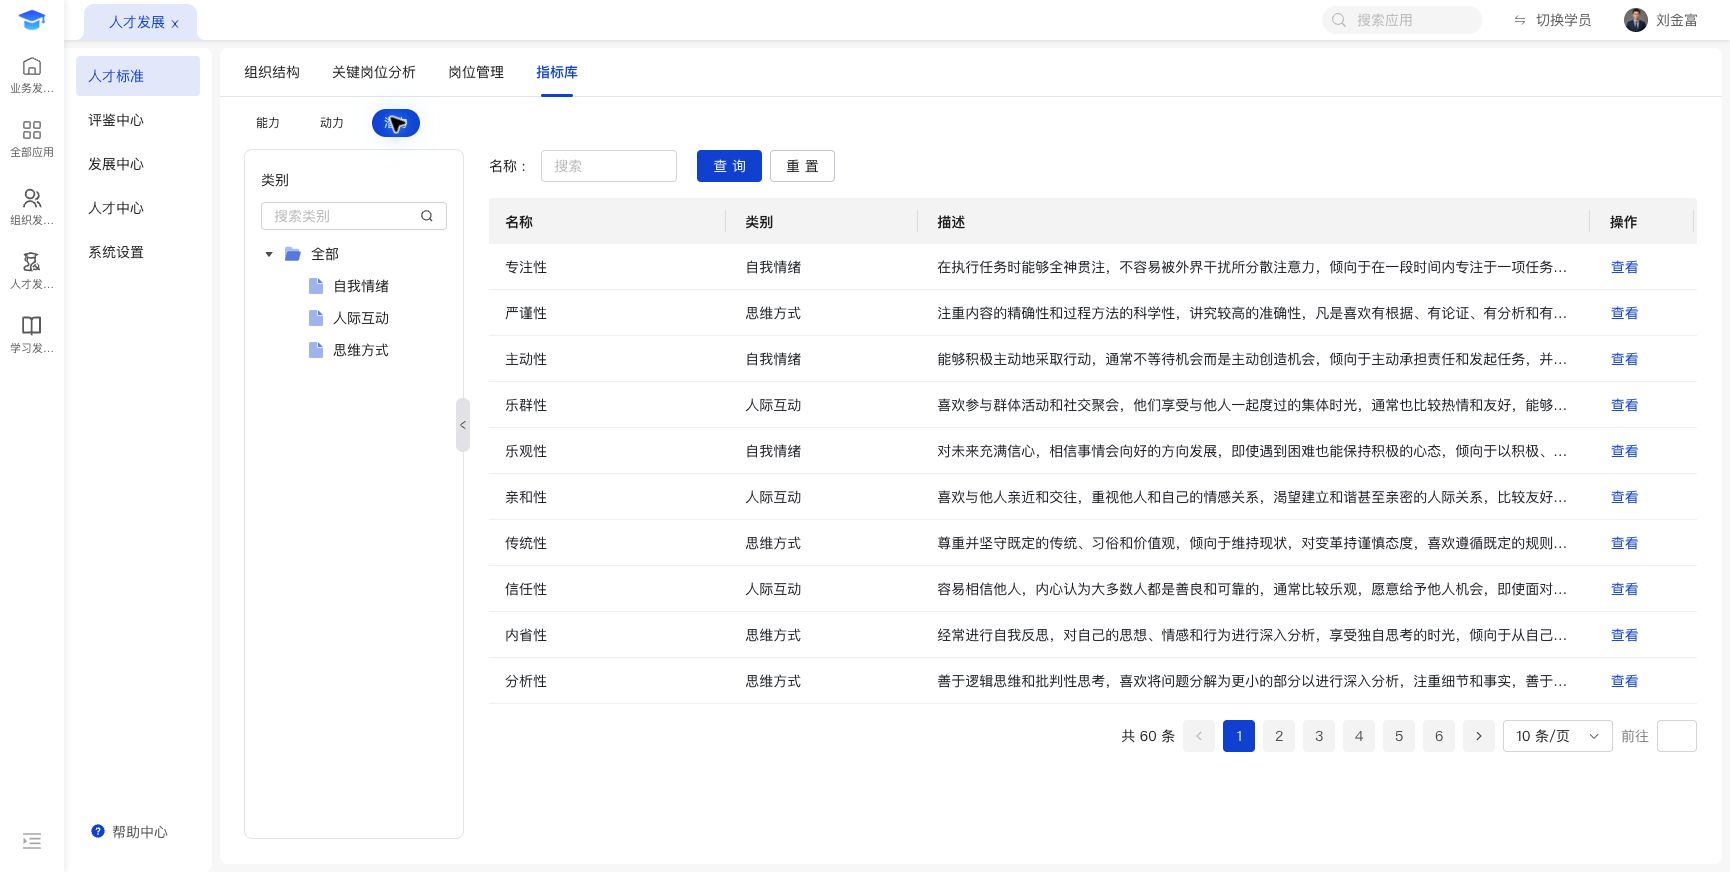 人才发展 x
搜索应用
切换学员
刘金富
业务发...
全部应用
组织发...
人才发...
学习发...
人才标准
评鉴中心
发展中心
人才中心
系统设置
帮助中心
组织结构 关键岗位分析 岗位管理 指标库
能力 动力
类别
搜索类别
全部
自我情绪
人际互动
思维方式
名称： 搜索 查 询 重 置
名称 类别 描述 操作
专注性 自我情绪 在执行任务时能够全神贯注，不容易被外界干扰所分散注意力，倾向于在一段时间内专注于一项任务... 查看
严谨性 思维方式 注重内容的精确性和过程方法的科学性，讲究较高的准确性，凡是喜欢有根据、有论证、有分析和有... 查看
主动性 自我情绪 能够积极主动地采取行动，通常不等待机会而是主动创造机会，倾向于主动承担责任和发起任务，并... 查看
乐群性 人际互动 喜欢参与群体活动和社交聚会，他们享受与他人一起度过的集体时光，通常也比较热情和友好，能够... 查看
乐观性 自我情绪 对未来充满信心，相信事情会向好的方向发展，即使遇到困难也能保持积极的心态，倾向于以积极、... 查看
亲和性 人际互动 喜欢与他人亲近和交往，重视他人和自己的情感关系，渴望建立和谐甚至亲密的人际关系，比较友好... 查看
传统性 思维方式 尊重并坚守既定的传统、习俗和价值观，倾向于维持现状，对变革持谨慎态度，喜欢遵循既定的规则... 查看
信任性 人际互动 容易相信他人，内心认为大多数人都是善良和可靠的，通常比较乐观，愿意给予他人机会，即使面对... 查看
内省性 思维方式 经常进行自我反思，对自己的思想、情感和行为进行深入分析，享受独自思考的时光，倾向于从自己... 查看
分析性 思维方式 善于逻辑思维和批判性思考，喜欢将问题分解为更小的部分以进行深入分析，注重细节和事实，善于... 查看
共 60 条 < 1 2 3 4 5 6 > 10 条/页 前往